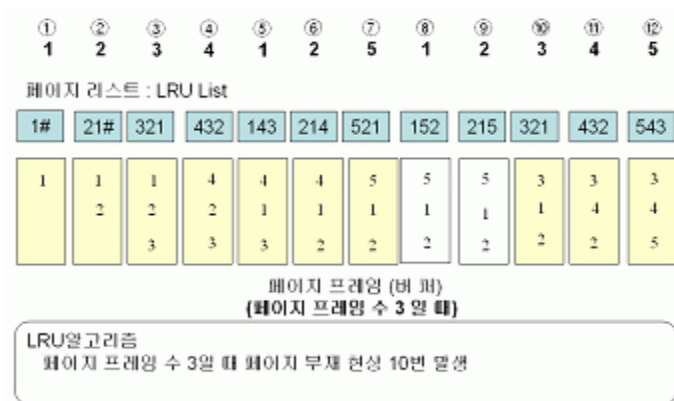 ① ② ③ ④ ⑤ ⑥ ⑦ ⑧ ⑨ ⑩ ⑪ ⑫
1 2 3 4 1 2 5 1 2 3 4 5
페이지 리스트 : LRU List
1# 21# 321 432 143 214 521 152 215 321 432 543
1 1 1 4 4 4 5 5 5 3 3 3
2 2 2 1 1 1 1 1 1 4 4
3 3 3 2 2 2 2 2 2 5
페이지 프레임 (버 퍼)
(페이지 프레임 수 3 일 때)
LRU알고리즘
페이지 프레임 수 3일 때 페이지 부재 현상 10번 발생